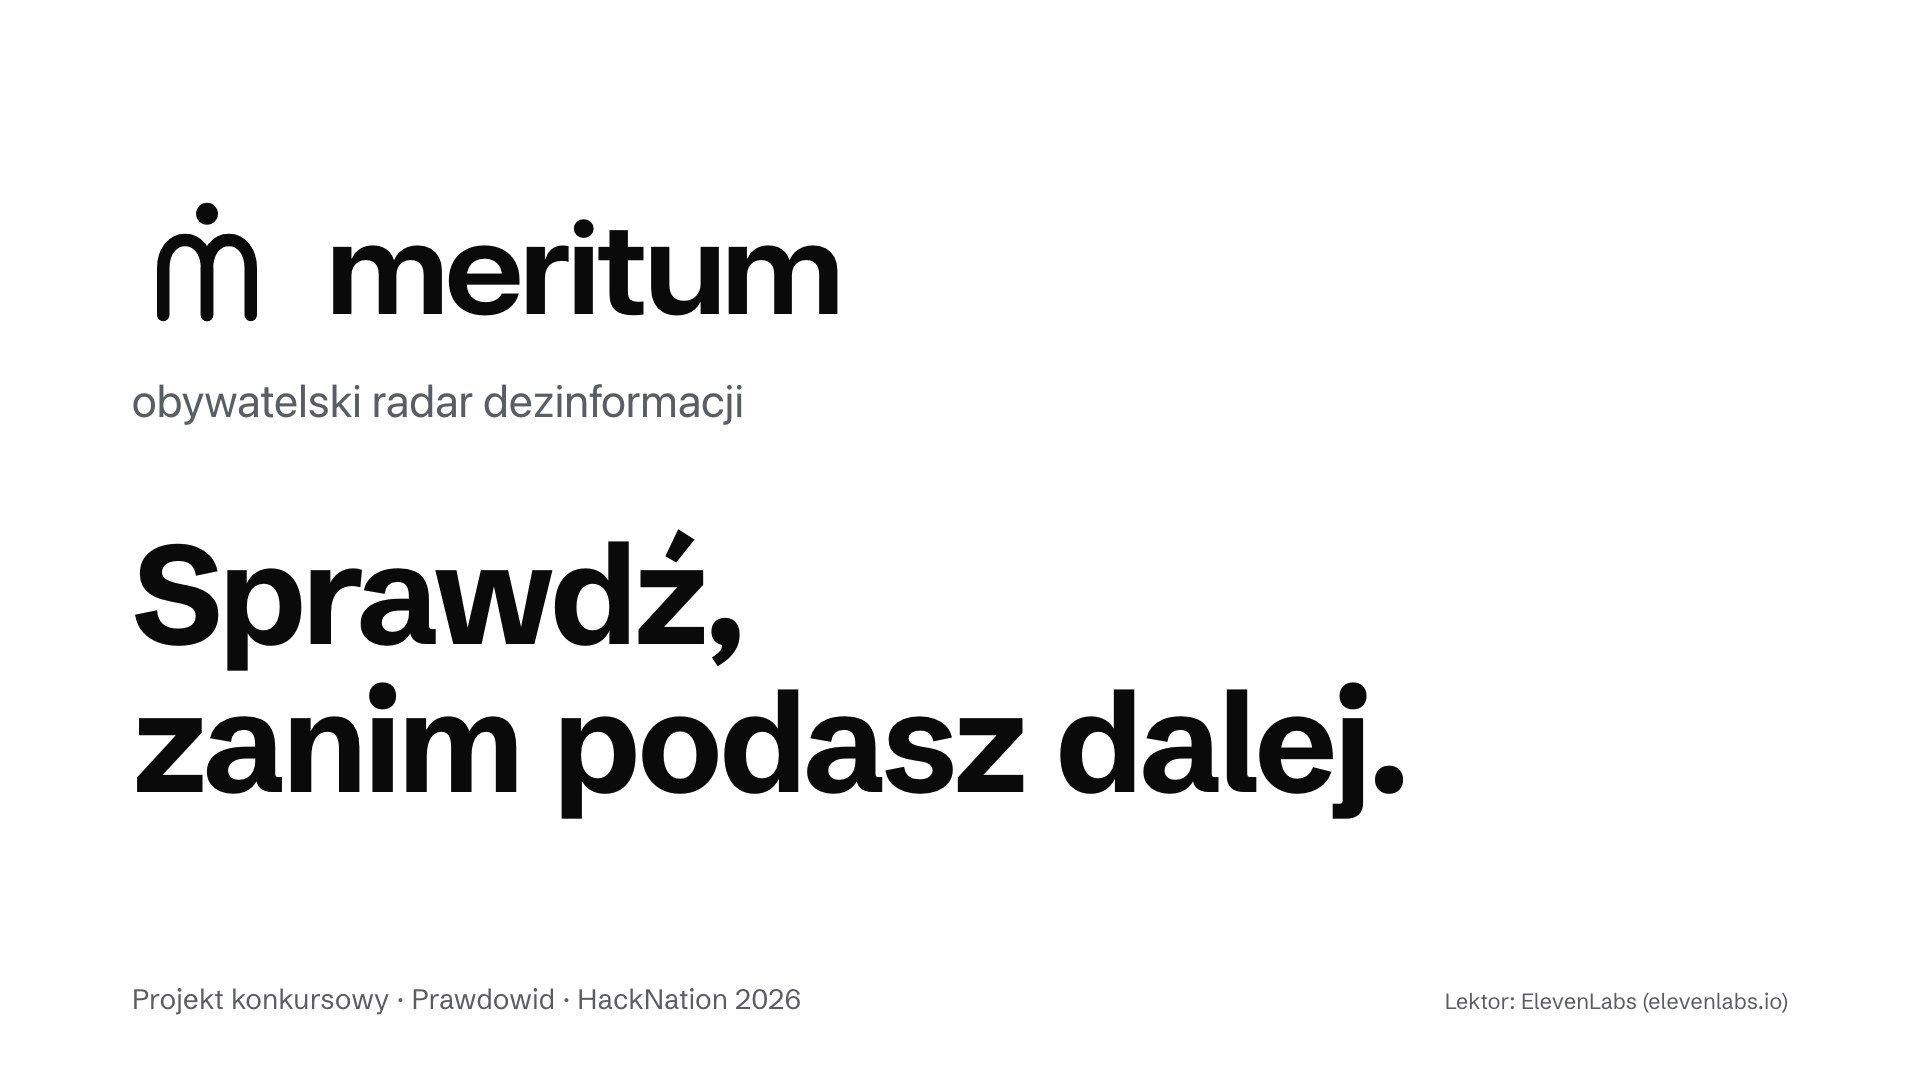 ṁ meritum
obywatelski radar dezinformacji
Sprawdź,
zanim podasz dalej.
Projekt konkursowy · Prawdowid · HackNation 2026
Lektor: ElevenLabs (elevenlabs.io)